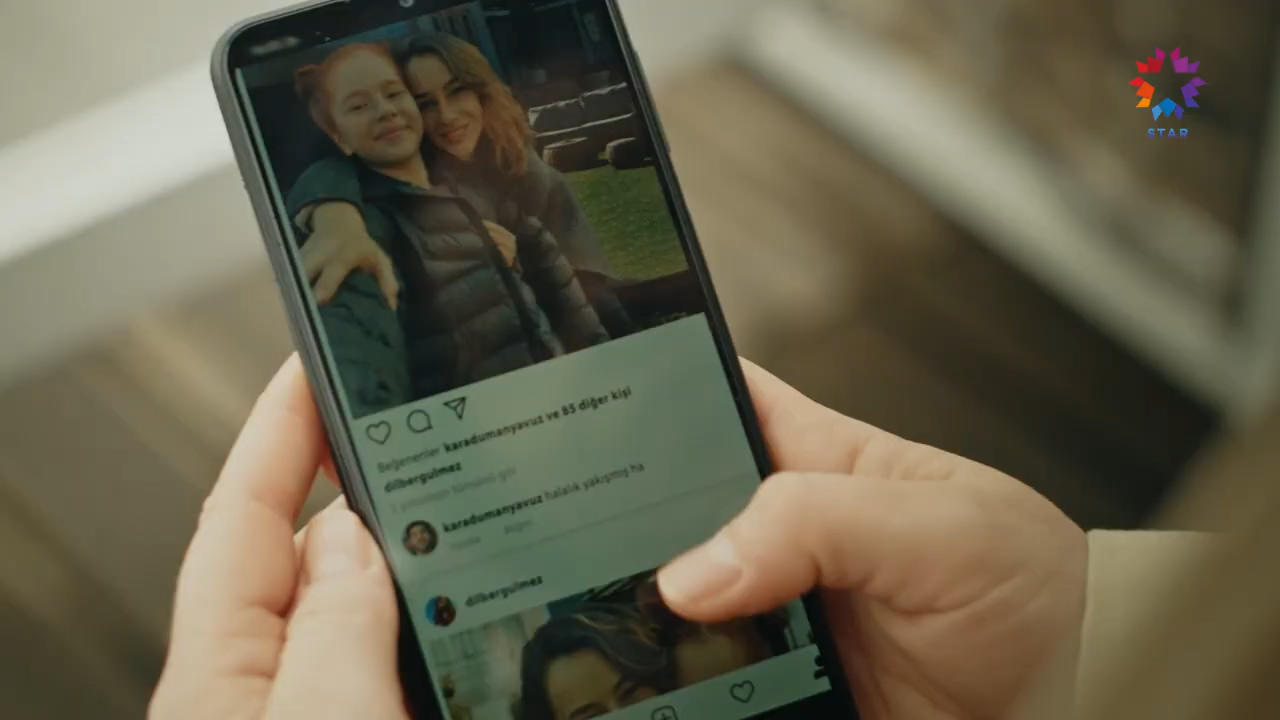 STAR
Beğenenler karadumanyavuz ve 85 diğer kişi
dilbergulmez
karadumanyavuz halalık yakışmış ha
dilbergulmez